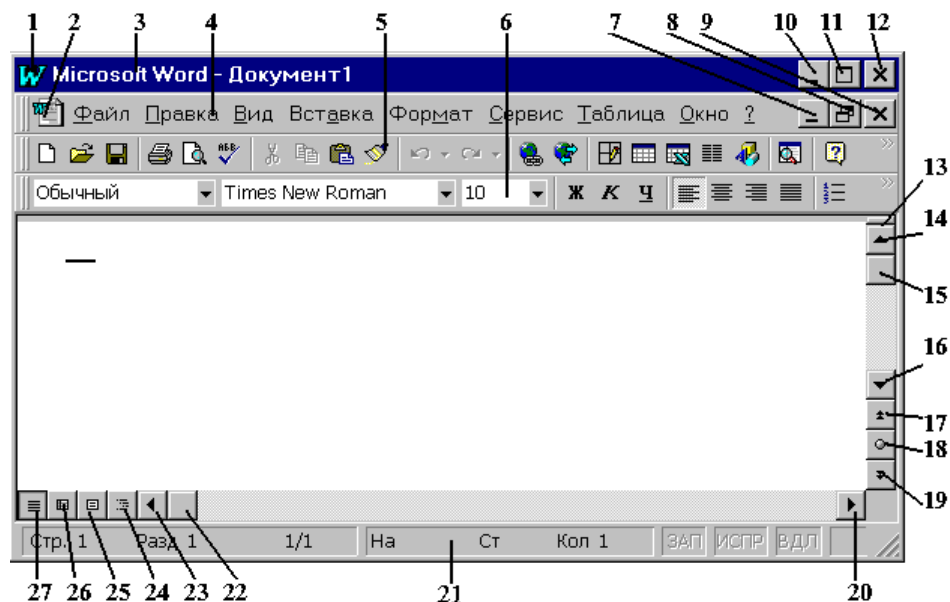 1 2 3 4 5 6 7 8 9 10 11 12
Microsoft Word - Документ1
Файл Правка Вид Вставка Формат Сервис Таблица Окно ?
Обычный Times New Roman 10 Ж К Ч
13
14
15
16
17
18
19
Стр. 1 Разд 1 1/1 На Ст Кол 1 ЗАП ИСПР ВДЛ
27 26 25 24 23 22 21 20